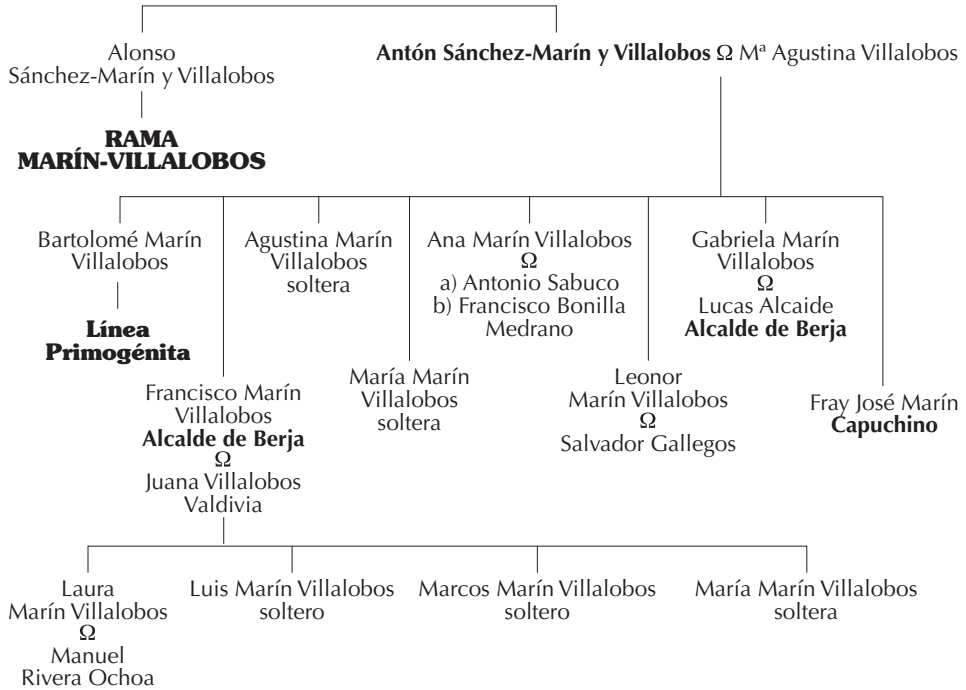 Alonso
Sánchez-Marín y Villalobos
RAMA
MARÍN-VILLALOBOS
Antón Sánchez-Marín y Villalobos Ω Mª Agustina Villalobos
Bartolomé Marín
Villalobos
Línea
Primogénita
Francisco Marín
Villalobos
Alcalde de Berja
Ω
Juana Villalobos
Valdivia
Agustina Marín
Villalobos
soltera
María Marín
Villalobos
soltera
Ana Marín Villalobos
Ω
a) Antonio Sabuco
b) Francisco Bonilla
Medrano
Leonor
Marín Villalobos
Ω
Salvador Gallegos
Gabriela Marín
Villalobos
Ω
Lucas Alcaide
Alcalde de Berja
Fray José Marín
Capuchino
Laura
Marín Villalobos
Ω
Manuel
Rivera Ochoa
Luis Marín Villalobos
soltero
Marcos Marín Villalobos
soltero
María Marín Villalobos
soltera